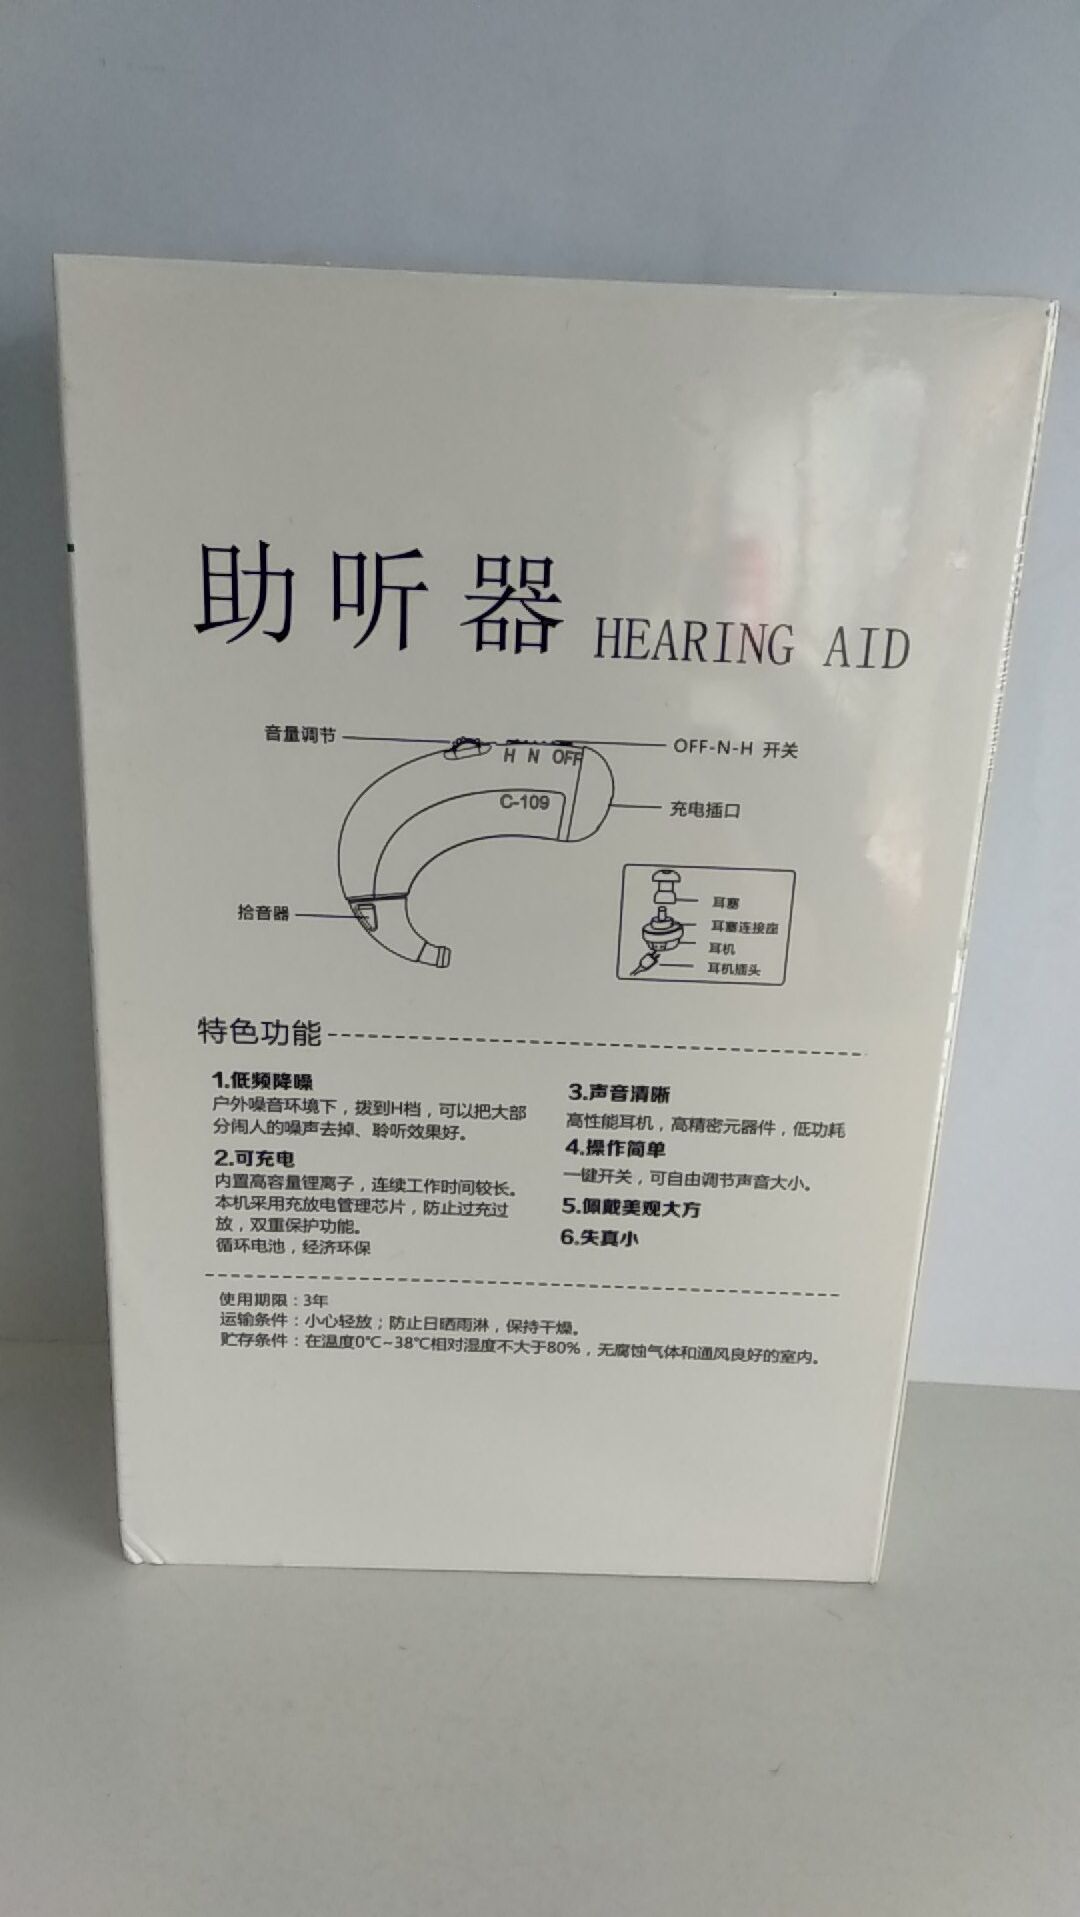 助听器 HEARING AID
音量调节
OFF-N-H 开关
H N OFF
C-109
充电插口
拾音器
耳塞
耳塞连接座
耳机
耳机插头
特色功能
1.低频降噪
户外噪音环境下，拨到H档，可以把大部
分闹人的噪声去掉、聆听效果好。
2.可充电
内置高容量锂离子，连续工作时间较长。
本机采用充放电管理芯片，防止过充过
放，双重保护功能。
循环电池，经济环保
3.声音清晰
高性能耳机，高精密元器件，低功耗
4.操作简单
一键开关，可自由调节声音大小。
5.佩戴美观大方
6.失真小
使用期限：3年
运输条件：小心轻放；防止日晒雨淋，保持干燥。
贮存条件：在温度0℃~38℃相对湿度不大于80%，无腐蚀气体和通风良好的室内。